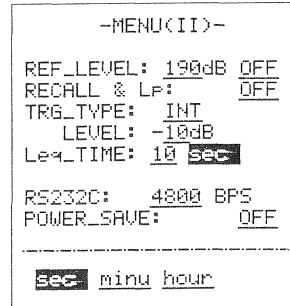 -MENU(II)-
REF_LEVEL: 190dB OFF
RECALL & Lp: OFF
TRG_TYPE: INT
LEVEL: -10dB
Leq_TIME: 10 sec
RS232C: 4800 BPS
POWER_SAVE: OFF
sec minu hour